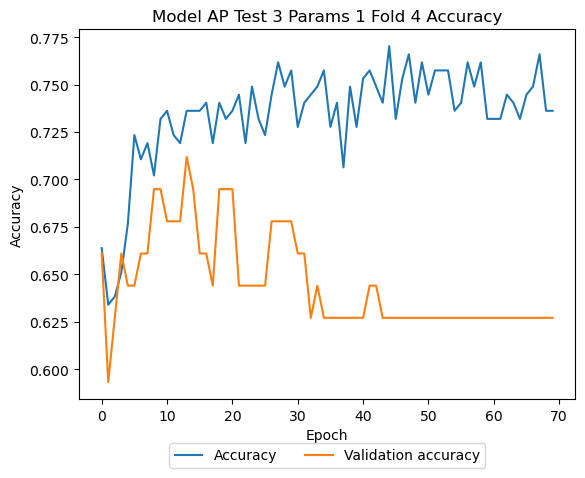 Model AP Test 3 Params 1 Fold 4 Accuracy
0.775
0.750
0.725
0.700
0.675
0.650
0.625
0.600
Accuracy
0 10 20 30 40 50 60 70
Epoch
Accuracy Validation accuracy